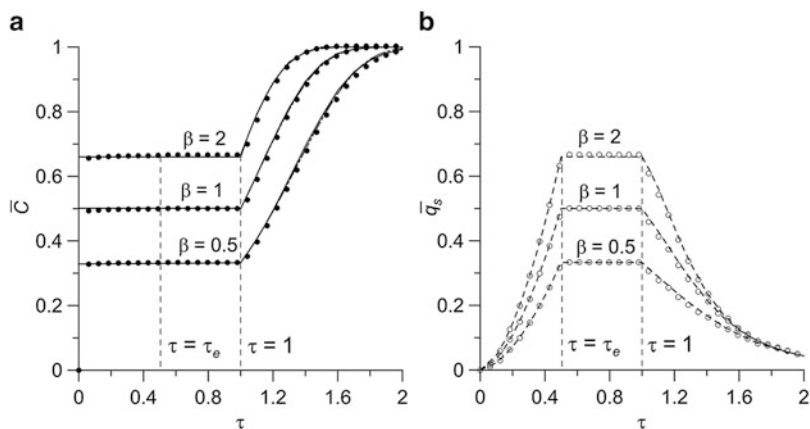 a
b
1
0.8
0.6
0.4
0.2
0
C̅
β = 2
β = 1
β = 0.5
τ = τe
τ = 1
0
0.4
0.8
1.2
1.6
2
τ
1
0.8
0.6
0.4
0.2
0
q̅s
β = 2
β = 1
β = 0.5
τ = τe
τ = 1
0
0.4
0.8
1.2
1.6
2
τ